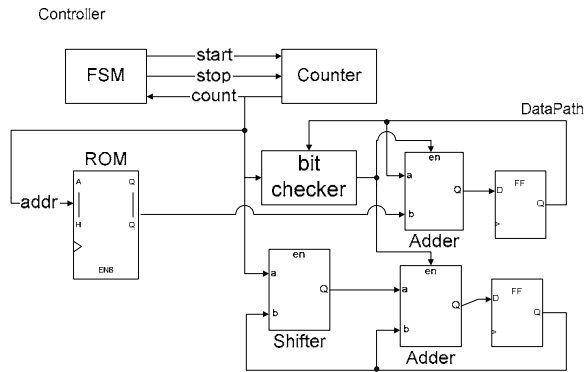 Controller
FSM
start
stop
count
Counter
DataPath
ROM
addr
A
Q
H
Q
ENB
bit
checker
en
a
b
Q
Adder
D
FF
Q
en
a
b
Q
Shifter
en
a
b
Q
Adder
D
FF
Q